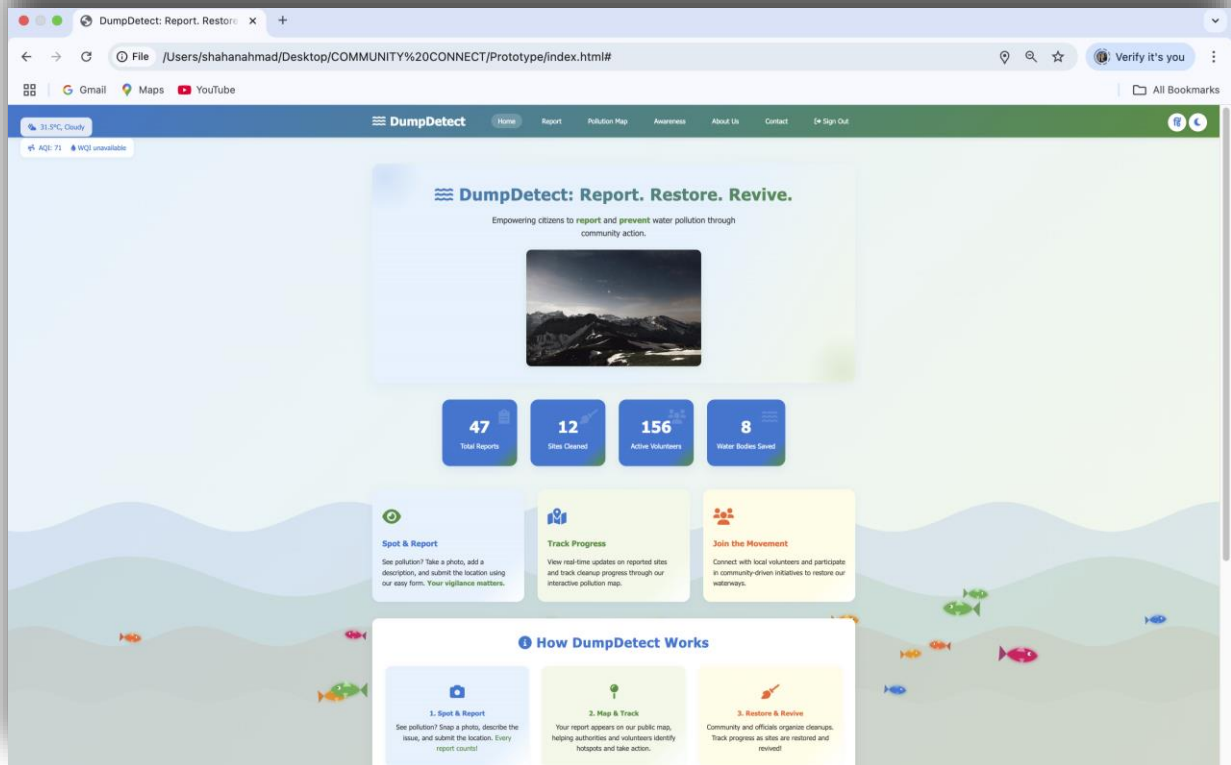 DumpDetect: Report. Restore
File /Users/shahanahmad/Desktop/COMMUNITY%20CONNECT/Prototype/index.html#
Verify it's you
Gmail Maps YouTube
All Bookmarks
31.5°C, Cloudy
DumpDetect Home Report Pollution Map Awareness About Us Contact Sign Out
हिं
AQI: 71 WQI unavailable
DumpDetect: Report. Restore. Revive.
Empowering citizens to report and prevent water pollution through
community action.
47 12 156 8
Total Reports Sites Cleaned Active Volunteers Water Bodies Saved
Spot & Report
See pollution? Take a photo, add a
description, and submit the location using
our easy form. Your vigilance matters.
Track Progress
View real-time updates on reported sites
and track cleanup progress through our
interactive pollution map.
Join the Movement
Connect with local volunteers and participate
in community-driven initiatives to restore our
waterways.
How DumpDetect Works
1. Spot & Report
See pollution? Snap a photo, describe the
issue, and submit the location. Every
report counts!
2. Map & Track
Your report appears on our public map,
helping authorities and volunteers identify
hotspots and take action.
3. Restore & Revive
Community and officials organize cleanups.
Track progress as sites are restored and
revived!